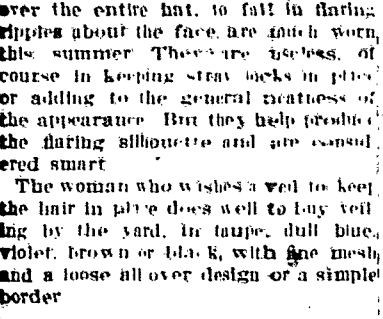 over the entire hat, to fall in flaring
ripples about the face, are much worn
this summer These are useless, of
course in keeping stray locks in place
or adding to the general neatness of
the appearance But they help produce
the flaring silhouette and are consid
ered smart
The woman who wishes a veil to keep
the hair in place does well to buy veil
ing by the yard, in taupe, dull blue,
violet, brown or black, with fine mesh
and a loose all over design or a simple
border